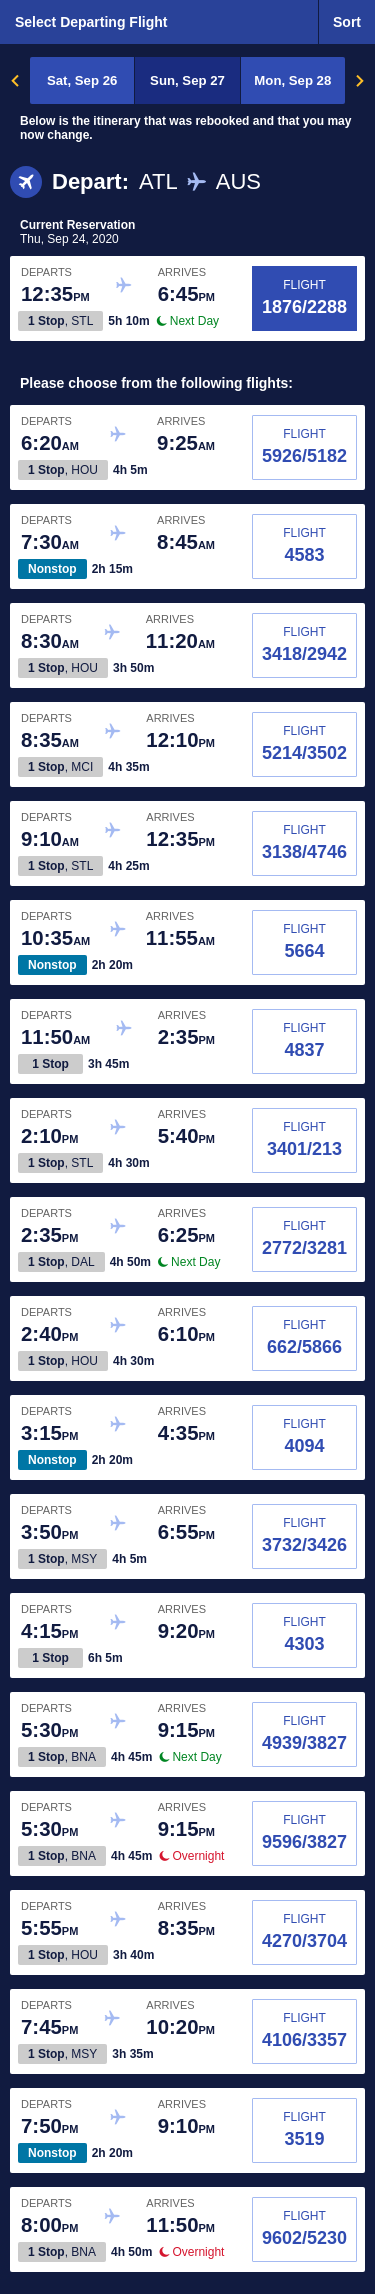 Select Departing Flight Sort
Sat, Sep 26 Sun, Sep 27 Mon, Sep 28
Below is the itinerary that was rebooked and that you may
now change.
Depart: ATL AUS
Current Reservation
Thu, Sep 24, 2020
DEPARTS ARRIVES FLIGHT
12:35PM 6:45PM 1876/2288
1 Stop, STL 5h 10m Next Day
Please choose from the following flights:
DEPARTS ARRIVES FLIGHT
6:20AM 9:25AM 5926/5182
1 Stop, HOU 4h 5m
DEPARTS ARRIVES FLIGHT
7:30AM 8:45AM 4583
Nonstop 2h 15m
DEPARTS ARRIVES FLIGHT
8:30AM 11:20AM 3418/2942
1 Stop, HOU 3h 50m
DEPARTS ARRIVES FLIGHT
8:35AM 12:10PM 5214/3502
1 Stop, MCI 4h 35m
DEPARTS ARRIVES FLIGHT
9:10AM 12:35PM 3138/4746
1 Stop, STL 4h 25m
DEPARTS ARRIVES FLIGHT
10:35AM 11:55AM 5664
Nonstop 2h 20m
DEPARTS ARRIVES FLIGHT
11:50AM 2:35PM 4837
1 Stop 3h 45m
DEPARTS ARRIVES FLIGHT
2:10PM 5:40PM 3401/213
1 Stop, STL 4h 30m
DEPARTS ARRIVES FLIGHT
2:35PM 6:25PM 2772/3281
1 Stop, DAL 4h 50m Next Day
DEPARTS ARRIVES FLIGHT
2:40PM 6:10PM 662/5866
1 Stop, HOU 4h 30m
DEPARTS ARRIVES FLIGHT
3:15PM 4:35PM 4094
Nonstop 2h 20m
DEPARTS ARRIVES FLIGHT
3:50PM 6:55PM 3732/3426
1 Stop, MSY 4h 5m
DEPARTS ARRIVES FLIGHT
4:15PM 9:20PM 4303
1 Stop 6h 5m
DEPARTS ARRIVES FLIGHT
5:30PM 9:15PM 4939/3827
1 Stop, BNA 4h 45m Next Day
DEPARTS ARRIVES FLIGHT
5:30PM 9:15PM 9596/3827
1 Stop, BNA 4h 45m Overnight
DEPARTS ARRIVES FLIGHT
5:55PM 8:35PM 4270/3704
1 Stop, HOU 3h 40m
DEPARTS ARRIVES FLIGHT
7:45PM 10:20PM 4106/3357
1 Stop, MSY 3h 35m
DEPARTS ARRIVES FLIGHT
7:50PM 9:10PM 3519
Nonstop 2h 20m
DEPARTS ARRIVES FLIGHT
8:00PM 11:50PM 9602/5230
1 Stop, BNA 4h 50m Overnight